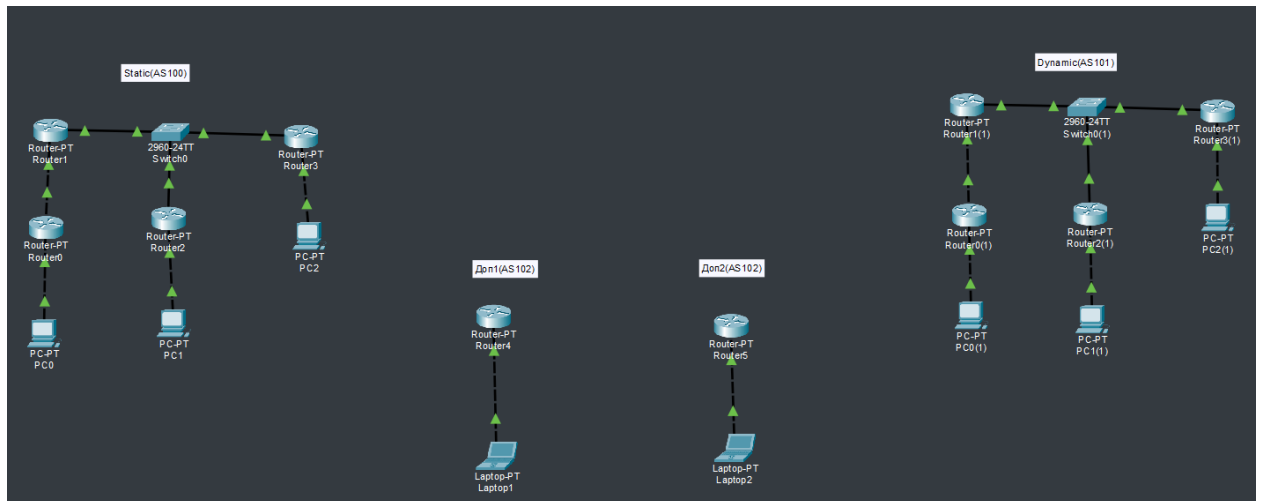 Static(AS100)
Dynamic(AS101)
Router-PT
Router1
2960-24TT
Switch0
Router-PT
Router3
Router-PT
Router1(1)
2960-24TT
Switch0(1)
Router-PT
Router3(1)
Router-PT
Router0
Router-PT
Router2
PC-PT
PC2
Router-PT
Router0(1)
Router-PT
Router2(1)
PC-PT
PC2(1)
Доп1(AS102)
Доп2(AS102)
PC-PT
PC0
PC-PT
PC1
Router-PT
Router4
Router-PT
Router5
PC-PT
PC0(1)
PC-PT
PC1(1)
Laptop-PT
Laptop1
Laptop-PT
Laptop2